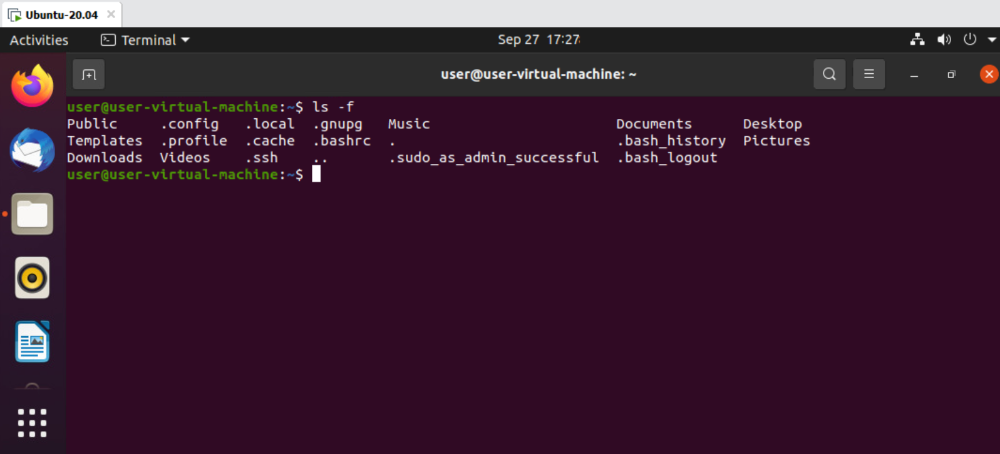 Ubuntu-20.04
Activities Terminal Sep 27 17:27
user@user-virtual-machine: ~
user@user-virtual-machine:~$ ls -f
Public .config .local .gnupg Music Documents Desktop
Templates .profile .cache .bashrc . .bash_history Pictures
Downloads Videos .ssh .. .sudo_as_admin_successful .bash_logout
user@user-virtual-machine:~$